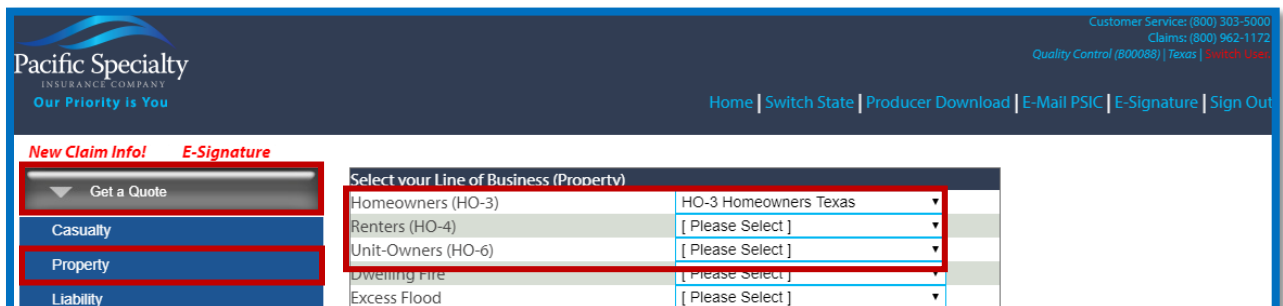 Customer Service: (800) 303-5000
Claims: (800) 962-1172
Quality Control (B00088) | Texas | Switch User
Pacific Specialty
INSURANCE COMPANY
Our Priority is You
Home | Switch State | Producer Download | E-Mail PSIC | E-Signature | Sign Out
New Claim Info! E-Signature
Get a Quote
Casualty
Property
Liability
Select your Line of Business (Property)
Homeowners (HO-3) HO-3 Homeowners Texas
Renters (HO-4) [ Please Select ]
Unit-Owners (HO-6) [ Please Select ]
Dwelling Fire [ Please Select ]
Excess Flood [ Please Select ]